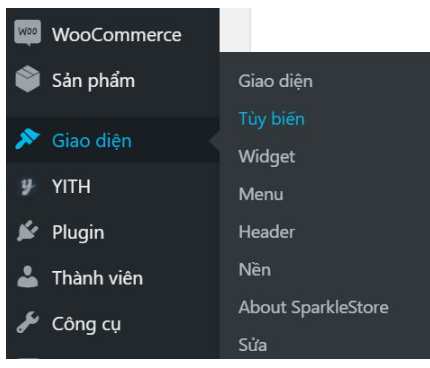 Woo
WooCommerce
Sản phẩm
Giao diện
YITH
Plugin
Thành viên
Công cụ
Giao diện
Tùy biến
Widget
Menu
Header
Nền
About SparkleStore
Sửa